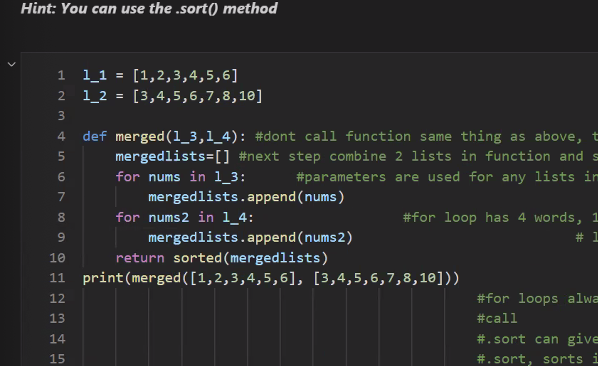 Hint: You can use the .sort() method
1 l_1 = [1,2,3,4,5,6]
2 l_2 = [3,4,5,6,7,8,10]
3
4 def merged(l_3,l_4): #dont call function same thing as above, t
5 mergedlists=[] #next step combine 2 lists in function and s
6 for nums in l_3: #parameters are used for any lists in
7 mergedlists.append(nums)
8 for nums2 in l_4: #for loop has 4 words, 1
9 mergedlists.append(nums2) # l
10 return sorted(mergedlists)
11 print(merged([1,2,3,4,5,6], [3,4,5,6,7,8,10]))
12 #for loops alwa
13 #call
14 #.sort can give
15 #.sort, sorts i